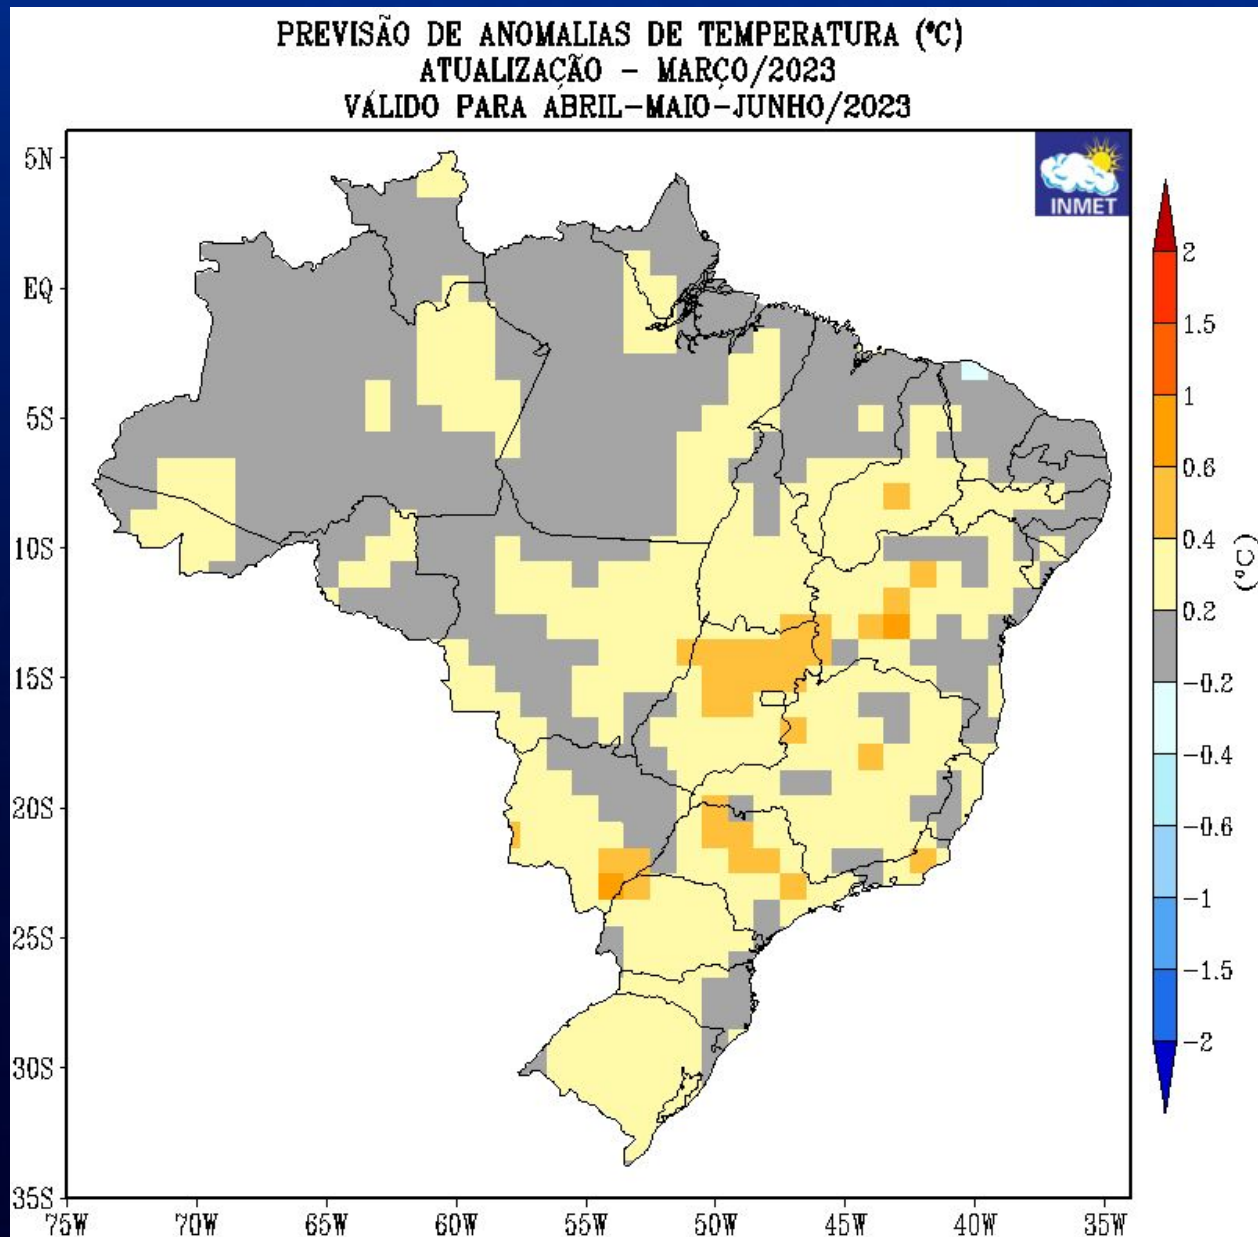 PREVISÃO DE ANOMALIAS DE TEMPERATURA (ºC)
ATUALIZAÇÃO - MARÇO/2023
VÁLIDO PARA ABRIL-MAIO-JUNHO/2023
INMET
5N
EQ
5S
10S
15S
20S
25S
30S
35S
75W 70W 65W 60W 55W 50W 45W 40W 35W
2
1.5
1
0.6
0.4
0.2
-0.2
-0.4
-0.6
-1
-1.5
-2
(ºC)